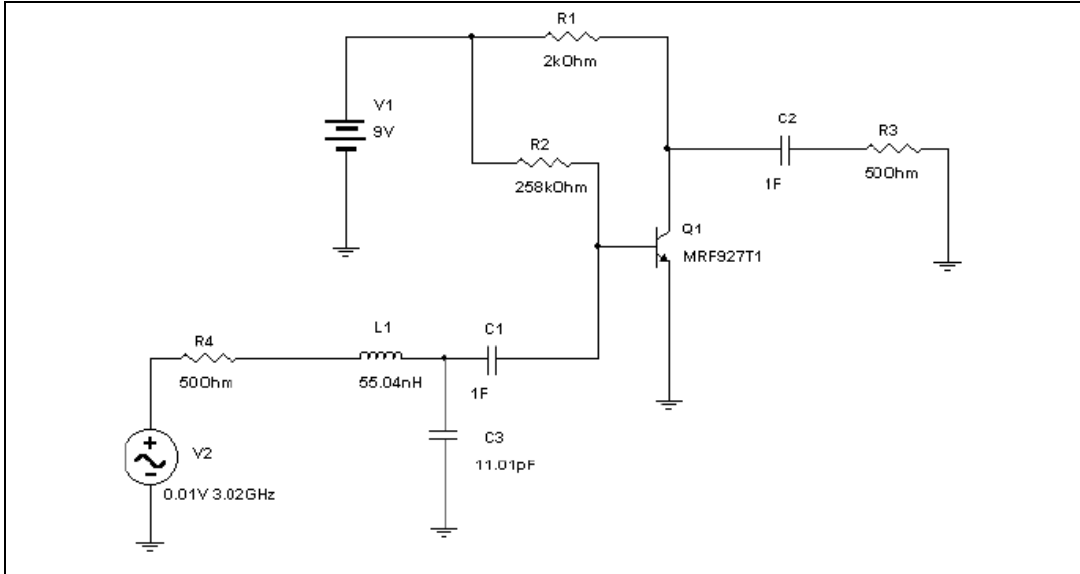 R1
2kOhm
V1
9V
R2
258kOhm
C2
1F
R3
50Ohm
Q1
MRF927T1
R4
50Ohm
L1
55.04nH
C1
1F
C3
11.01pF
V2
0.01V 3.02GHz